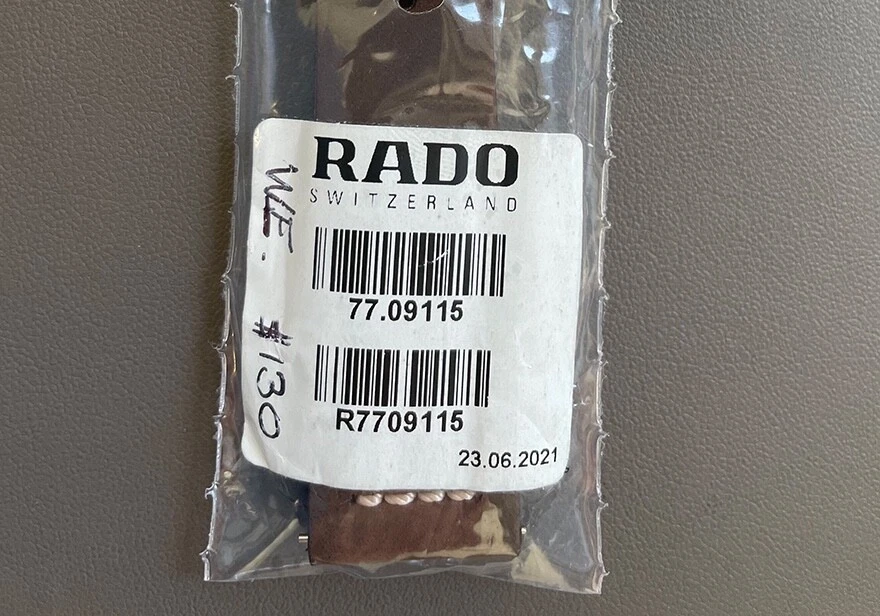 RADO
SWITZERLAND
77.09115
R7709115
23.06.2021
WE. $130